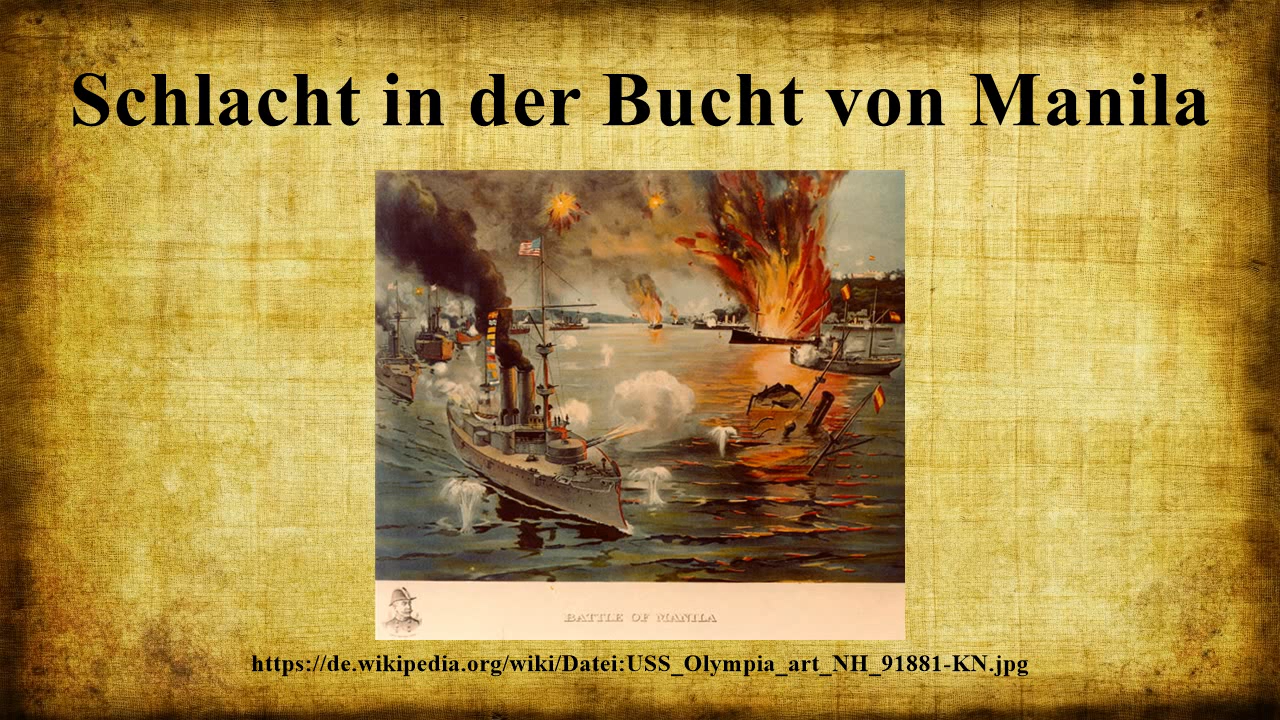 Schlacht in der Bucht von Manila
BATTLE OF MANILA
https://de.wikipedia.org/wiki/Datei:USS_Olympia_art_NH_91881-KN.jpg